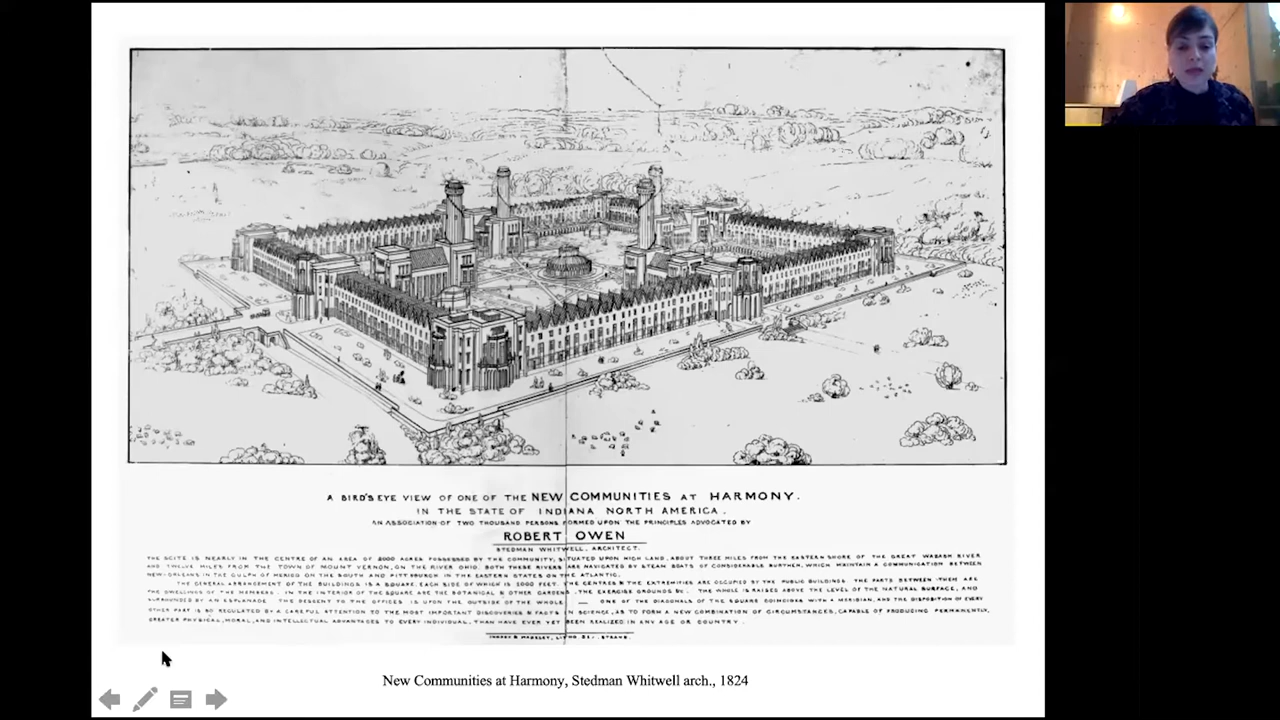 A BIRD'S EYE VIEW OF ONE OF THE NEW COMMUNITIES AT HARMONY.
IN THE STATE OF INDIANA NORTH AMERICA.
AN ASSOCIATION OF TWO THOUSAND PERSONS FORMED UPON THE PRINCIPLES ADVOCATED BY
ROBERT OWEN
STEDMAN WHITWELL, ARCHITECT.
THE SCITE IS NEARLY IN THE CENTRE OF AN AREA OF 2000 ACRES POSSESSED BY THE COMMUNITY, SITUATED UPON HIGH LAND, ABOUT THREE MILES FROM THE EASTERN SHORE OF THE GREAT WABASH RIVER
AND TWELVE MILES FROM THE TOWN OF MOUNT VERNON, ON THE RIVER OHIO. BOTH THESE RIVERS ARE NAVIGATED BY STEAM BOATS OF CONSIDERABLE BURTHEN, WHICH MAINTAIN A COMMUNICATION BETWEEN
NEW-ORLEANS IN THE GULPH OF MEXICO ON THE SOUTH AND PITTSBURGH IN THE EASTERN STATES ON THE ATLANTIC.
THE GENERAL ARRANGEMENT OF THE BUILDINGS IS A SQUARE, EACH SIDE OF WHICH IS 1000 FEET. THE CENTRES & THE EXTREMITIES ARE OCCUPIED BY THE PUBLIC BUILDINGS. THE PARTS BETWEEN THEM ARE
THE DWELLINGS OF THE MEMBERS. IN THE INTERIOR OF THE SQUARE ARE THE BOTANICAL & OTHER GARDENS, THE EXERCISE GROUNDS &c. THE WHOLE IS RAISED ABOVE THE LEVEL OF THE NATURAL SURFACE, AND
SURROUNDED BY AN ESPLANADE. THE DESCENT TO THE OFFICES IS UPON THE OUTSIDE OF THE WHOLE. — ONE OF THE DIAGONALS OF THE SQUARE COINCIDES WITH A MERIDIAN, AND THE DISPOSITION OF EVERY
OTHER PART IS SO REGULATED BY A CAREFUL ATTENTION TO THE MOST IMPORTANT DISCOVERIES & FACTS IN SCIENCE, AS TO FORM A NEW COMBINATION OF CIRCUMSTANCES, CAPABLE OF PRODUCING PERMANENTLY,
GREATER PHYSICAL, MORAL, AND INTELLECTUAL ADVANTAGES TO EVERY INDIVIDUAL, THAN HAVE EVER YET BEEN REALIZED IN ANY AGE OR COUNTRY.
New Communities at Harmony, Stedman Whitwell arch., 1824